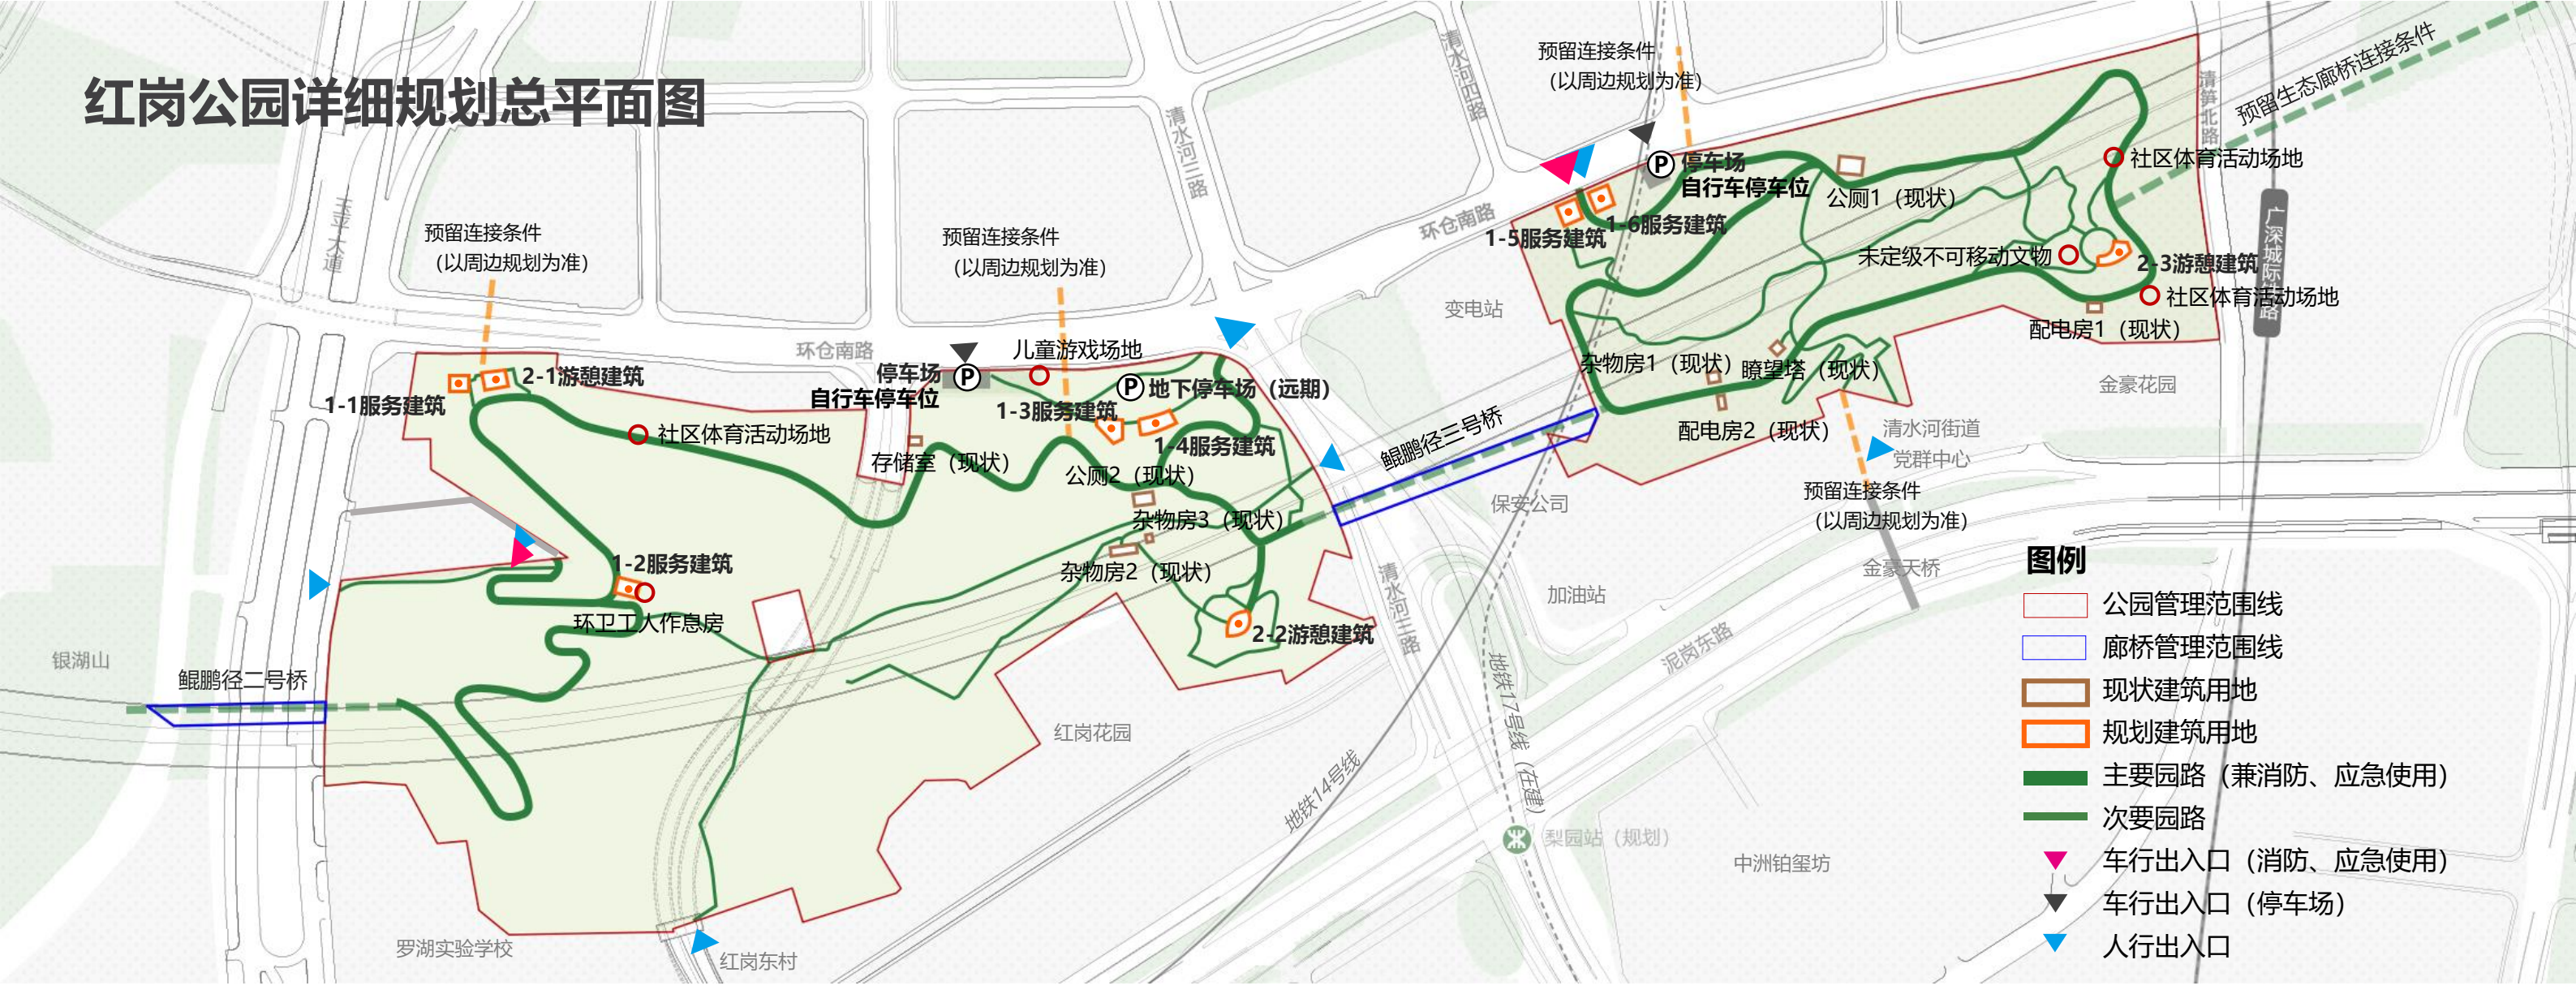 红岗公园详细规划总平面图
预留连接条件
（以周边规划为准）
清水河四路
清水河三路
清笋北路
预留生态廊桥连接条件
停车场
自行车停车位
公厕1（现状）
社区体育活动场地
玉平大道
预留连接条件
（以周边规划为准）
预留连接条件
（以周边规划为准）
环仓南路
1-5服务建筑
1-6服务建筑
未定级不可移动文物
2-3游憩建筑
社区体育活动场地
广深城际铁路
变电站
配电房1（现状）
环仓南路
儿童游戏场地
停车场
自行车停车位
地下停车场（远期）
杂物房1（现状）
瞭望塔（现状）
金豪花园
2-1游憩建筑
1-1服务建筑
1-3服务建筑
1-4服务建筑
社区体育活动场地
鲲鹏径三号桥
配电房2（现状）
清水河街道
党群中心
存储室（现状）
公厕2（现状）
预留连接条件
（以周边规划为准）
保安公司
杂物房3（现状）
1-2服务建筑
杂物房2（现状）
清水河三路
加油站
金豪天桥
环卫工人作息房
2-2游憩建筑
泥岗东路
银湖山
鲲鹏径二号桥
地铁17号线（在建）
红岗花园
地铁14号线
梨园站（规划）
中洲铂玺坊
罗湖实验学校
红岗东村
图例
公园管理范围线
廊桥管理范围线
现状建筑用地
规划建筑用地
主要园路（兼消防、应急使用）
次要园路
车行出入口（消防、应急使用）
车行出入口（停车场）
人行出入口
P
P
P